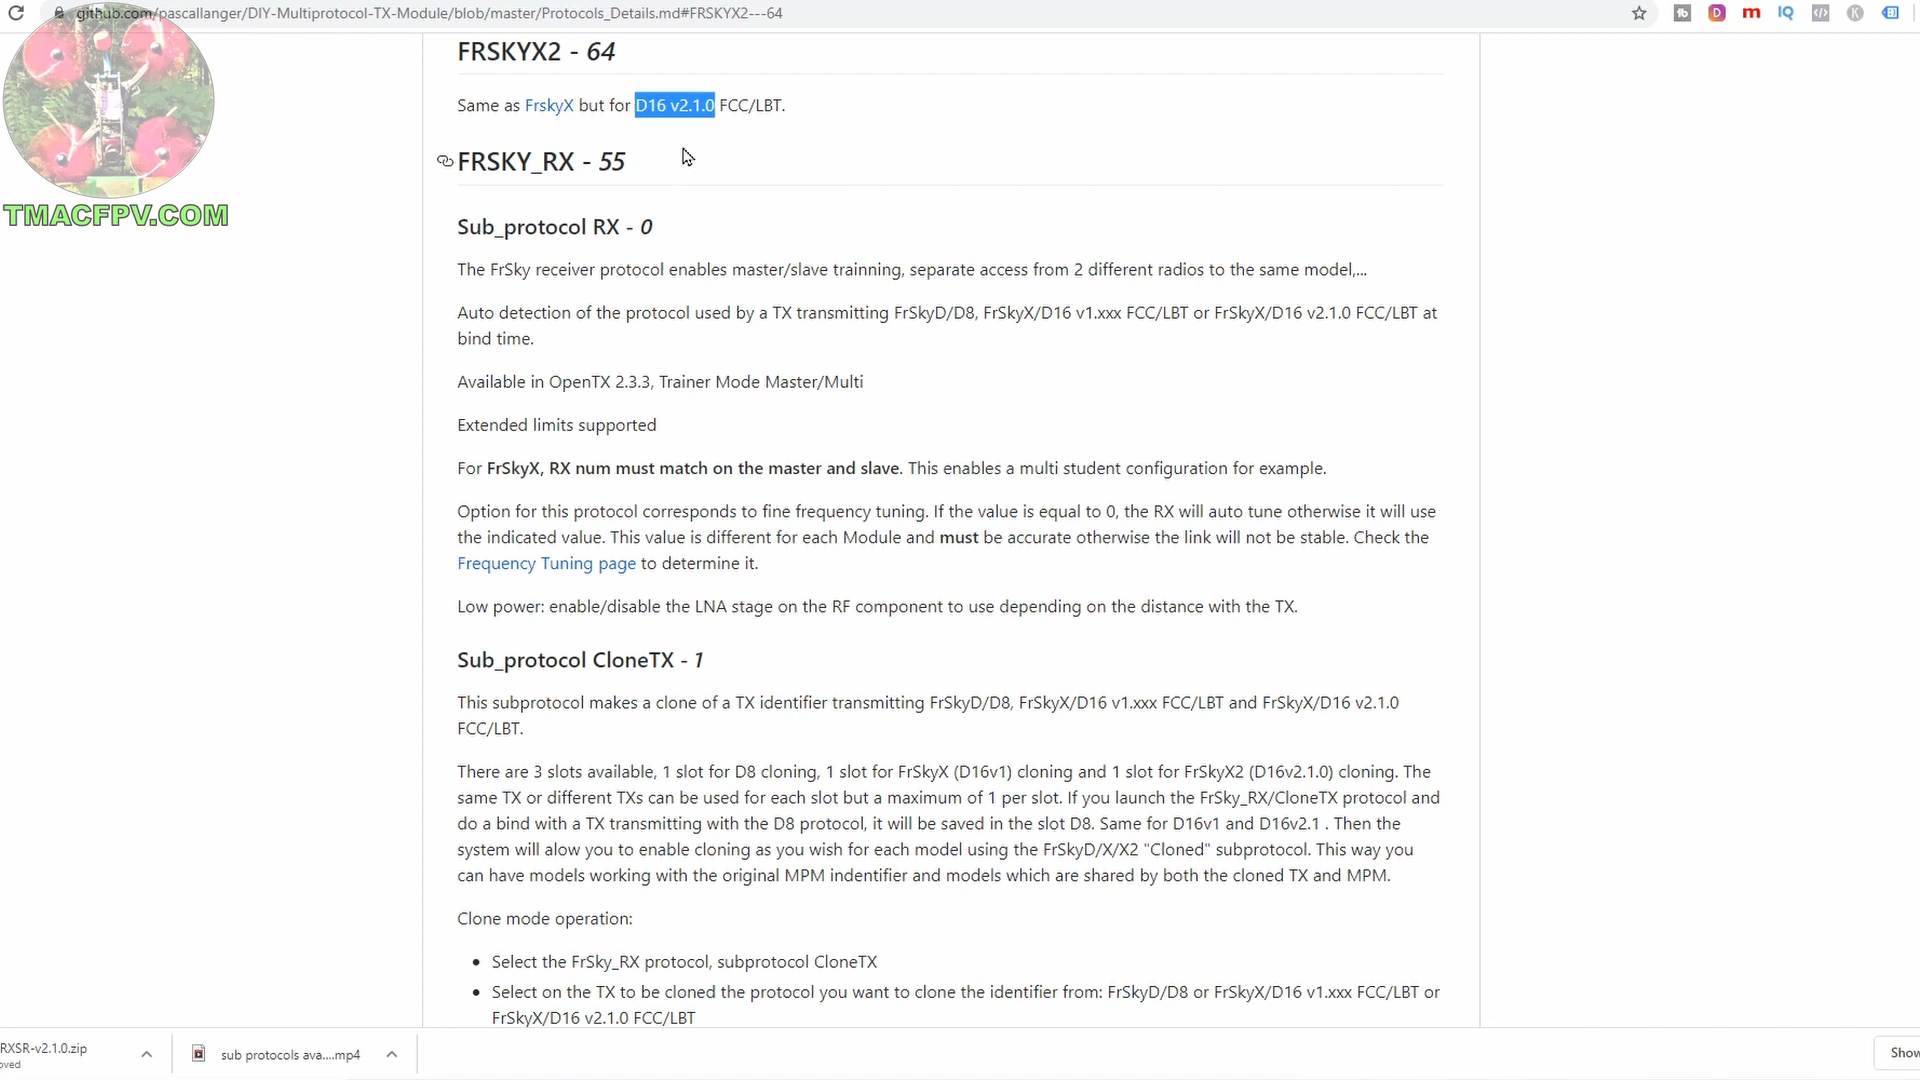 github.com/pascallanger/DIY-Multiprotocol-TX-Module/blob/master/Protocols_Details.md#FRSKYX2---64
TMACFPV.COM
FRSKYX2 - 64
Same as FrskyX but for D16 v2.1.0 FCC/LBT.
FRSKY_RX - 55
Sub_protocol RX - 0
The FrSky receiver protocol enables master/slave trainning, separate access from 2 different radios to the same model,...
Auto detection of the protocol used by a TX transmitting FrSkyD/D8, FrSkyX/D16 v1.xxx FCC/LBT or FrSkyX/D16 v2.1.0 FCC/LBT at
bind time.
Available in OpenTX 2.3.3, Trainer Mode Master/Multi
Extended limits supported
For FrSkyX, RX num must match on the master and slave. This enables a multi student configuration for example.
Option for this protocol corresponds to fine frequency tuning. If the value is equal to 0, the RX will auto tune otherwise it will use
the indicated value. This value is different for each Module and must be accurate otherwise the link will not be stable. Check the
Frequency Tuning page to determine it.
Low power: enable/disable the LNA stage on the RF component to use depending on the distance with the TX.
Sub_protocol CloneTX - 1
This subprotocol makes a clone of a TX identifier transmitting FrSkyD/D8, FrSkyX/D16 v1.xxx FCC/LBT and FrSkyX/D16 v2.1.0
FCC/LBT.
There are 3 slots available, 1 slot for D8 cloning, 1 slot for FrSkyX (D16v1) cloning and 1 slot for FrSkyX2 (D16v2.1.0) cloning. The
same TX or different TXs can be used for each slot but a maximum of 1 per slot. If you launch the FrSky_RX/CloneTX protocol and
do a bind with a TX transmitting with the D8 protocol, it will be saved in the slot D8. Same for D16v1 and D16v2.1 . Then the
system will alow you to enable cloning as you wish for each model using the FrSkyD/X/X2 "Cloned" subprotocol. This way you
can have models working with the original MPM indentifier and models which are shared by both the cloned TX and MPM.
Clone mode operation:
Select the FrSky_RX protocol, subprotocol CloneTX
Select on the TX to be cloned the protocol you want to clone the identifier from: FrSkyD/D8 or FrSkyX/D16 v1.xxx FCC/LBT or
FrSkyX/D16 v2.1.0 FCC/LBT
RXSR-v2.1.0.zip
oved
sub protocols ava....mp4
Show